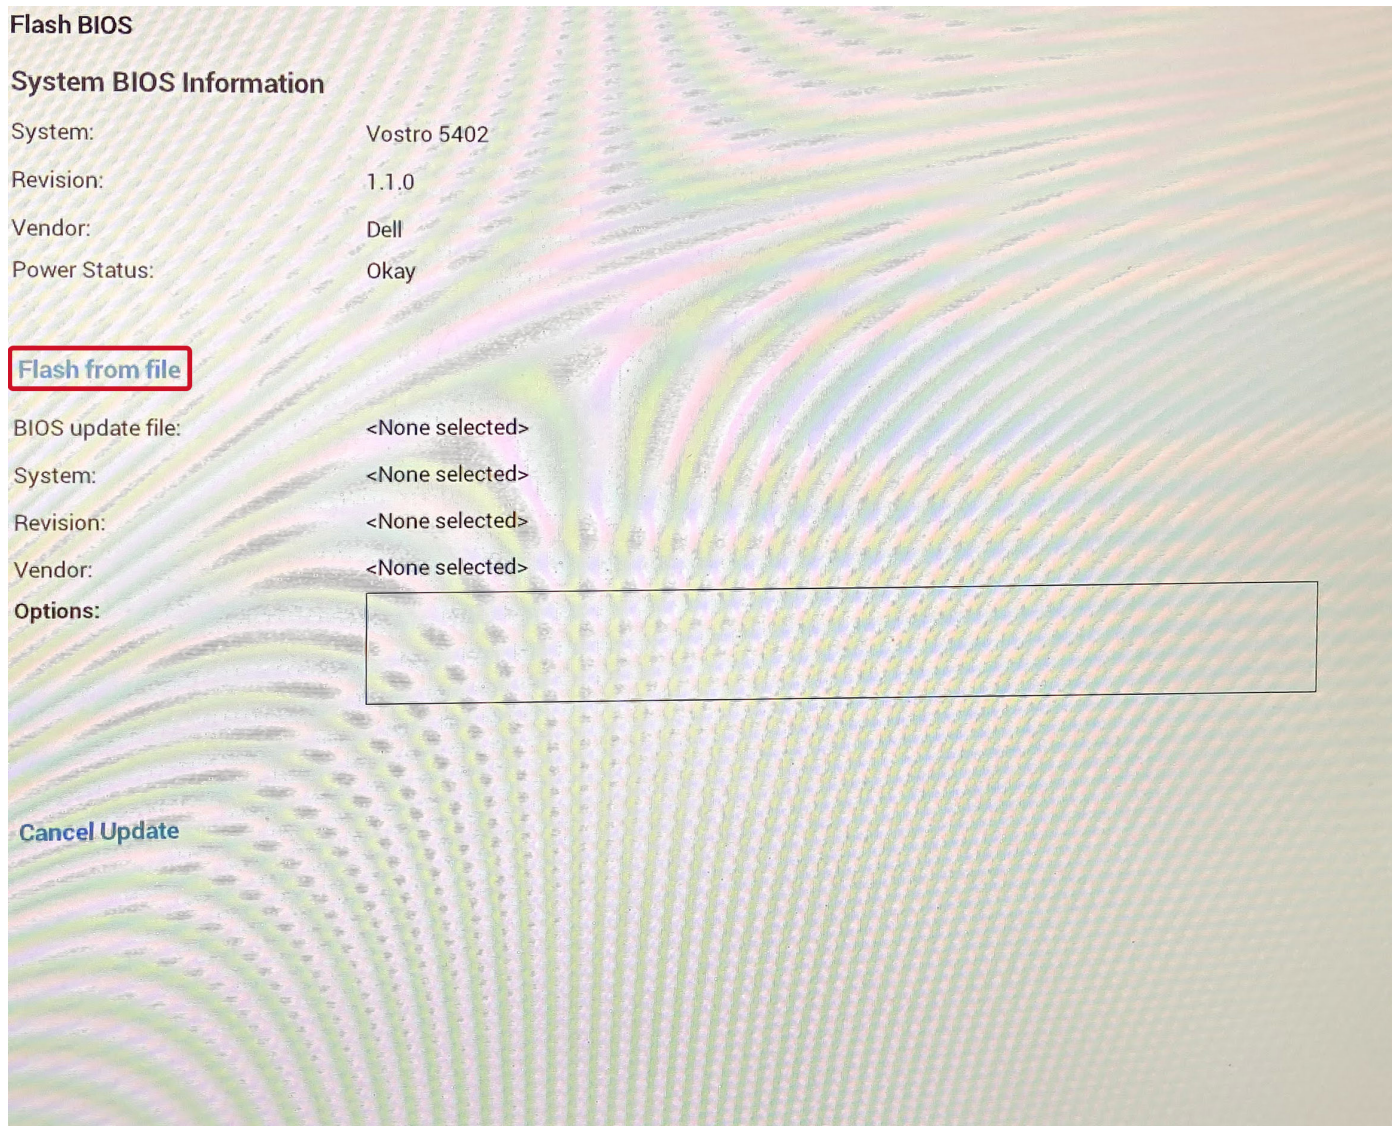 Flash BIOS
System BIOS Information
System: Vostro 5402
Revision: 1.1.0
Vendor: Dell
Power Status: Okay
Flash from file
BIOS update file: <None selected>
System: <None selected>
Revision: <None selected>
Vendor: <None selected>
Options:
Cancel Update